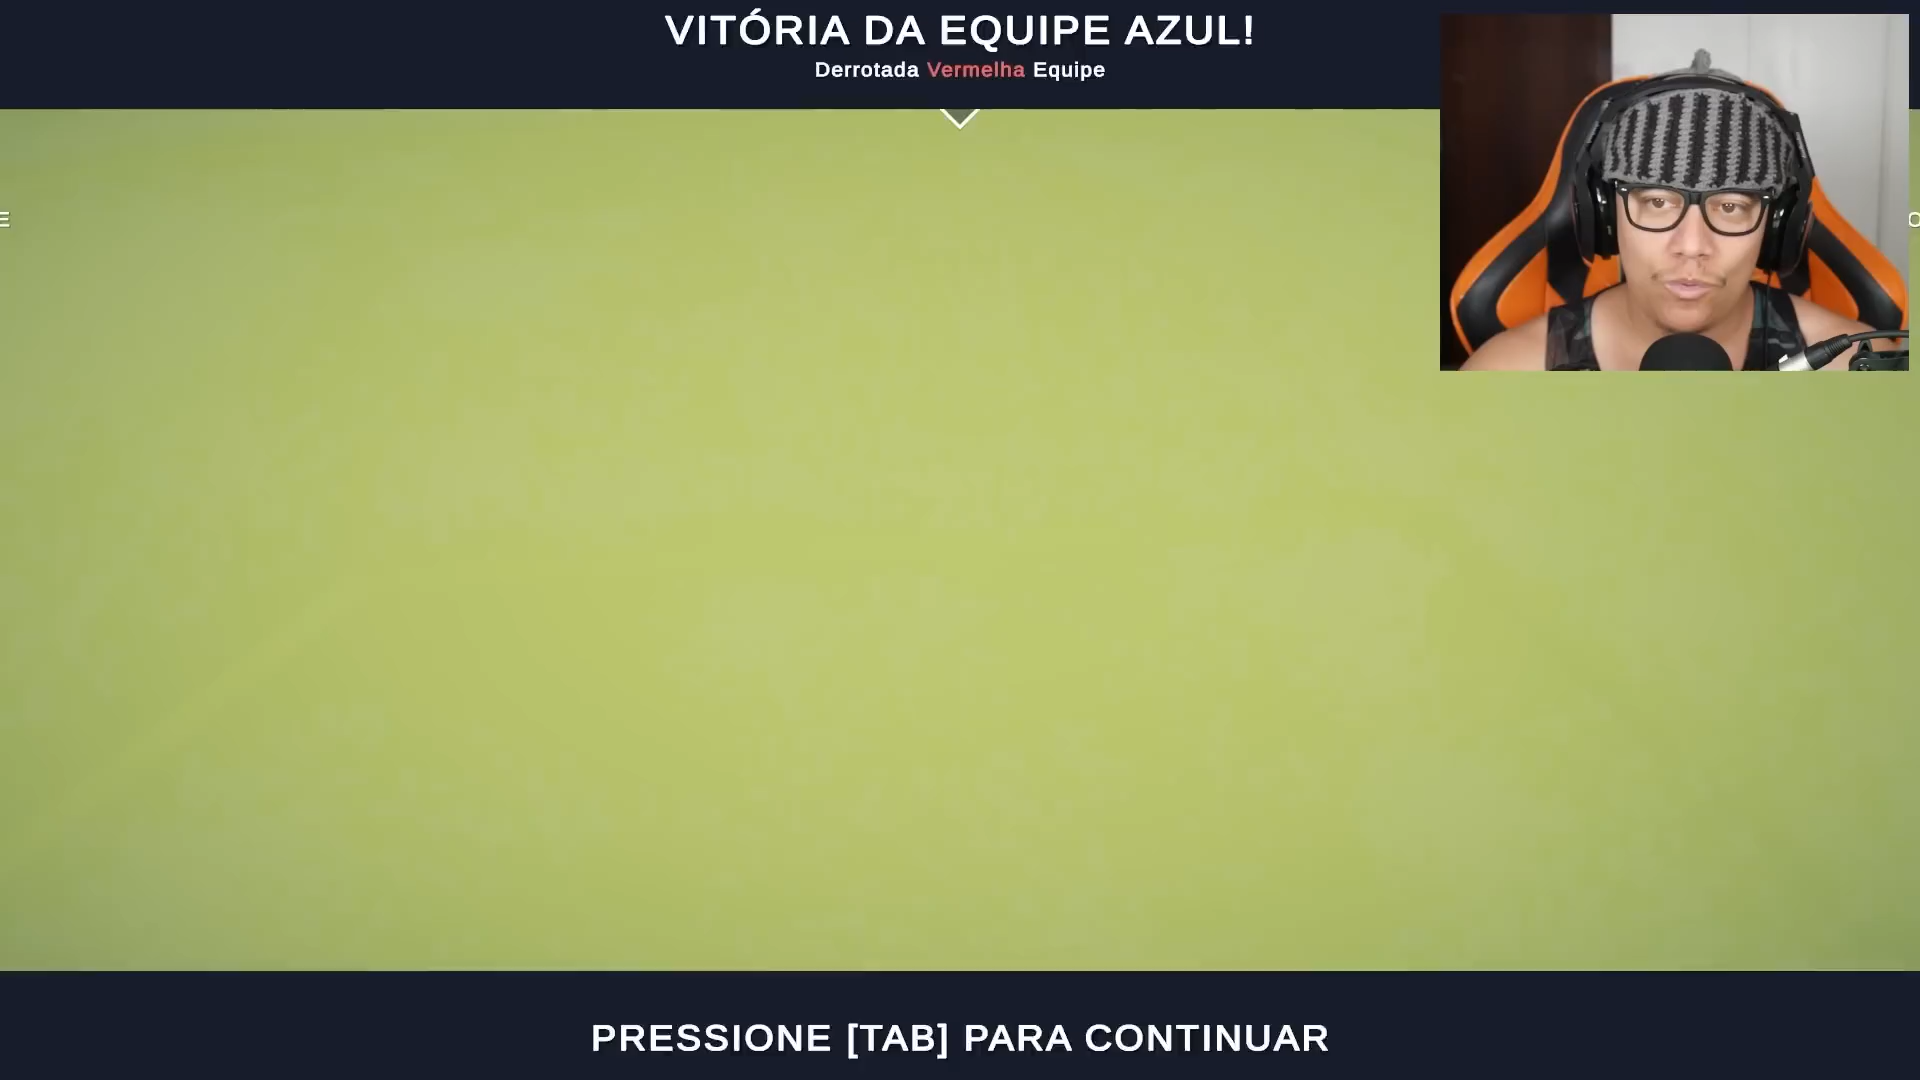 VITÓRIA DA EQUIPE AZUL!
Derrotada Vermelha Equipe
E
O
PRESSIONE [TAB] PARA CONTINUAR